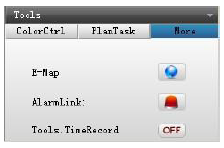 Tools
ColorCtrl PlanTask More
E-Map
AlarmLink:
Tools.TimeRecord OFF